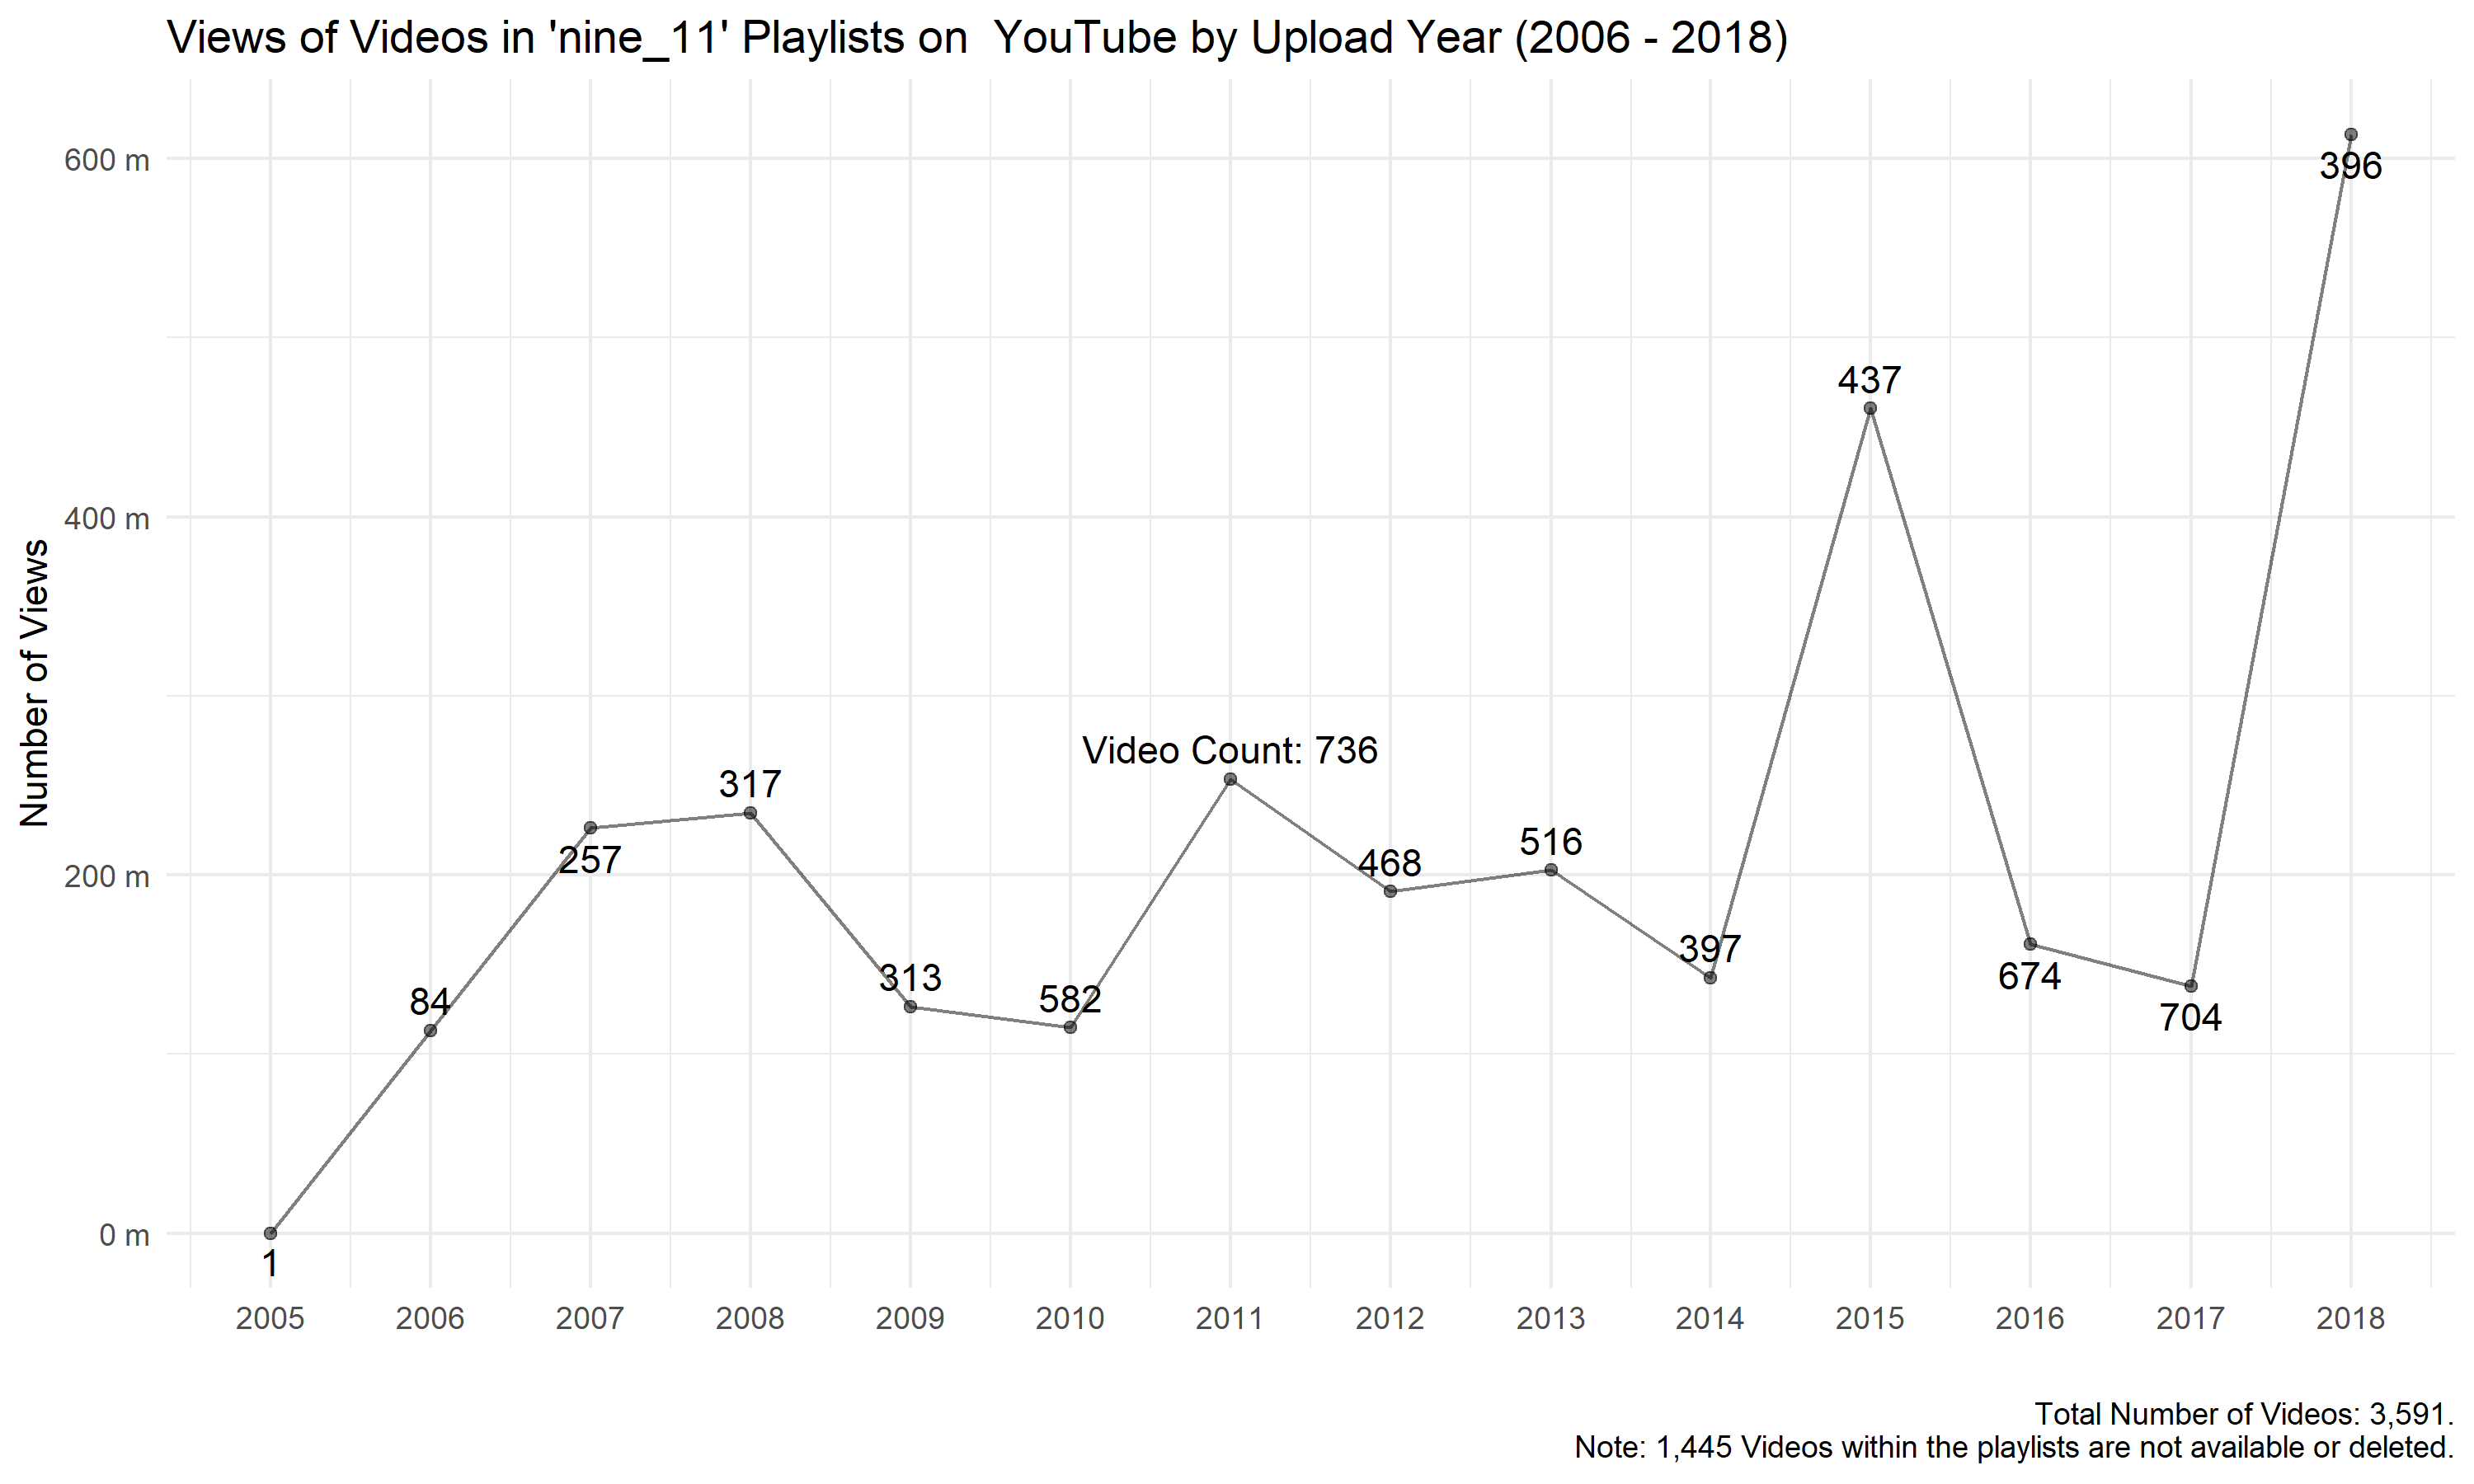 Views of Videos in 'nine_11' Playlists on  YouTube by Upload Year (2006 - 2018)
Number of Views
600 m
400 m
200 m
0 m
1
84
257
317
313
582
Video Count: 736
468
516
397
437
674
704
396
2005 2006 2007 2008 2009 2010 2011 2012 2013 2014 2015 2016 2017 2018
Total Number of Videos: 3,591.
Note: 1,445 Videos within the playlists are not available or deleted.